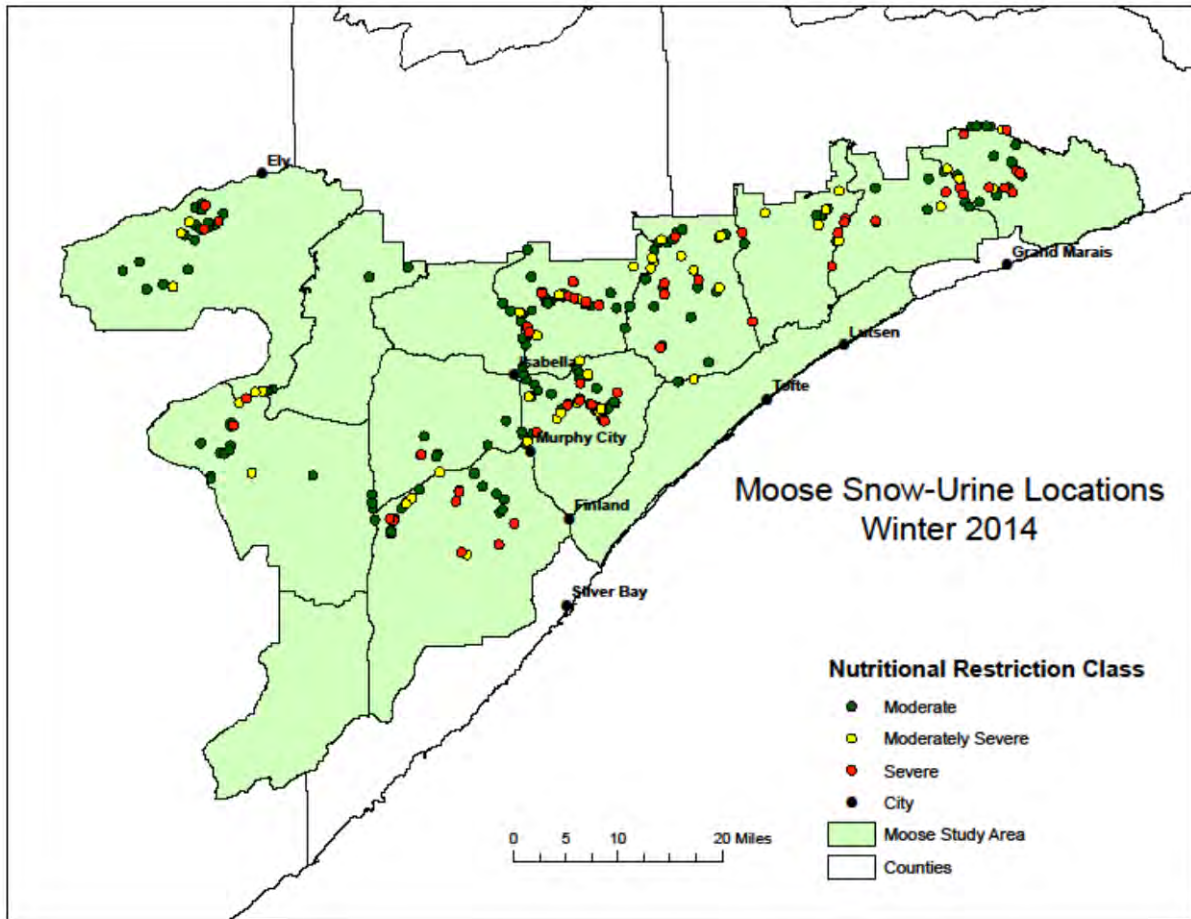 Ely
Grand Marais
Lutsen
Isabella
Tofte
Murphy City
Moose Snow-Urine Locations
Winter 2014
Finland
Silver Bay
Nutritional Restriction Class
Moderate
Moderately Severe
Severe
City
0 5 10 20 Miles
Moose Study Area
Counties